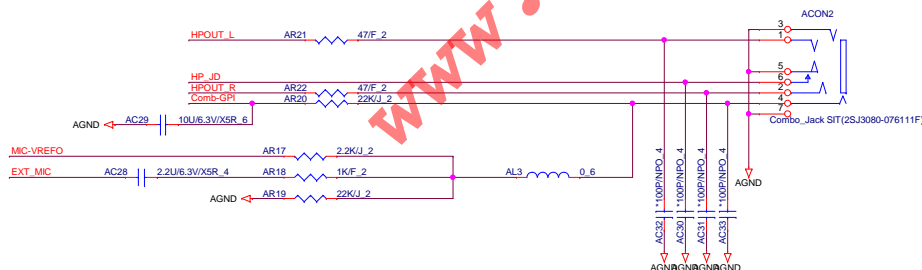 ACON2
3
HPOUT_L AR21 47/F_2 1
5
HP_JD 6
HPOUT_R AR22 47/F_2 2
Comb-GPI AR20 22K/J_2 4
7
AGND AC29 10U/6.3V/X5R_6 Combo_Jack SIT(2SJ3080-076111F)
MIC-VREFO AR17 2.2K/J_2
EXT_MIC AC28 2.2U/6.3V/X5R_4 AR18 1K/F_2 AL3 0_6
AGND AR19 22K/J_2
AGND
AC32 *100P/NPO_4
AC30 *100P/NPO_4
AC31 *100P/NPO_4
AC33 *100P/NPO_4
AGND AGND AGND AGND
www.